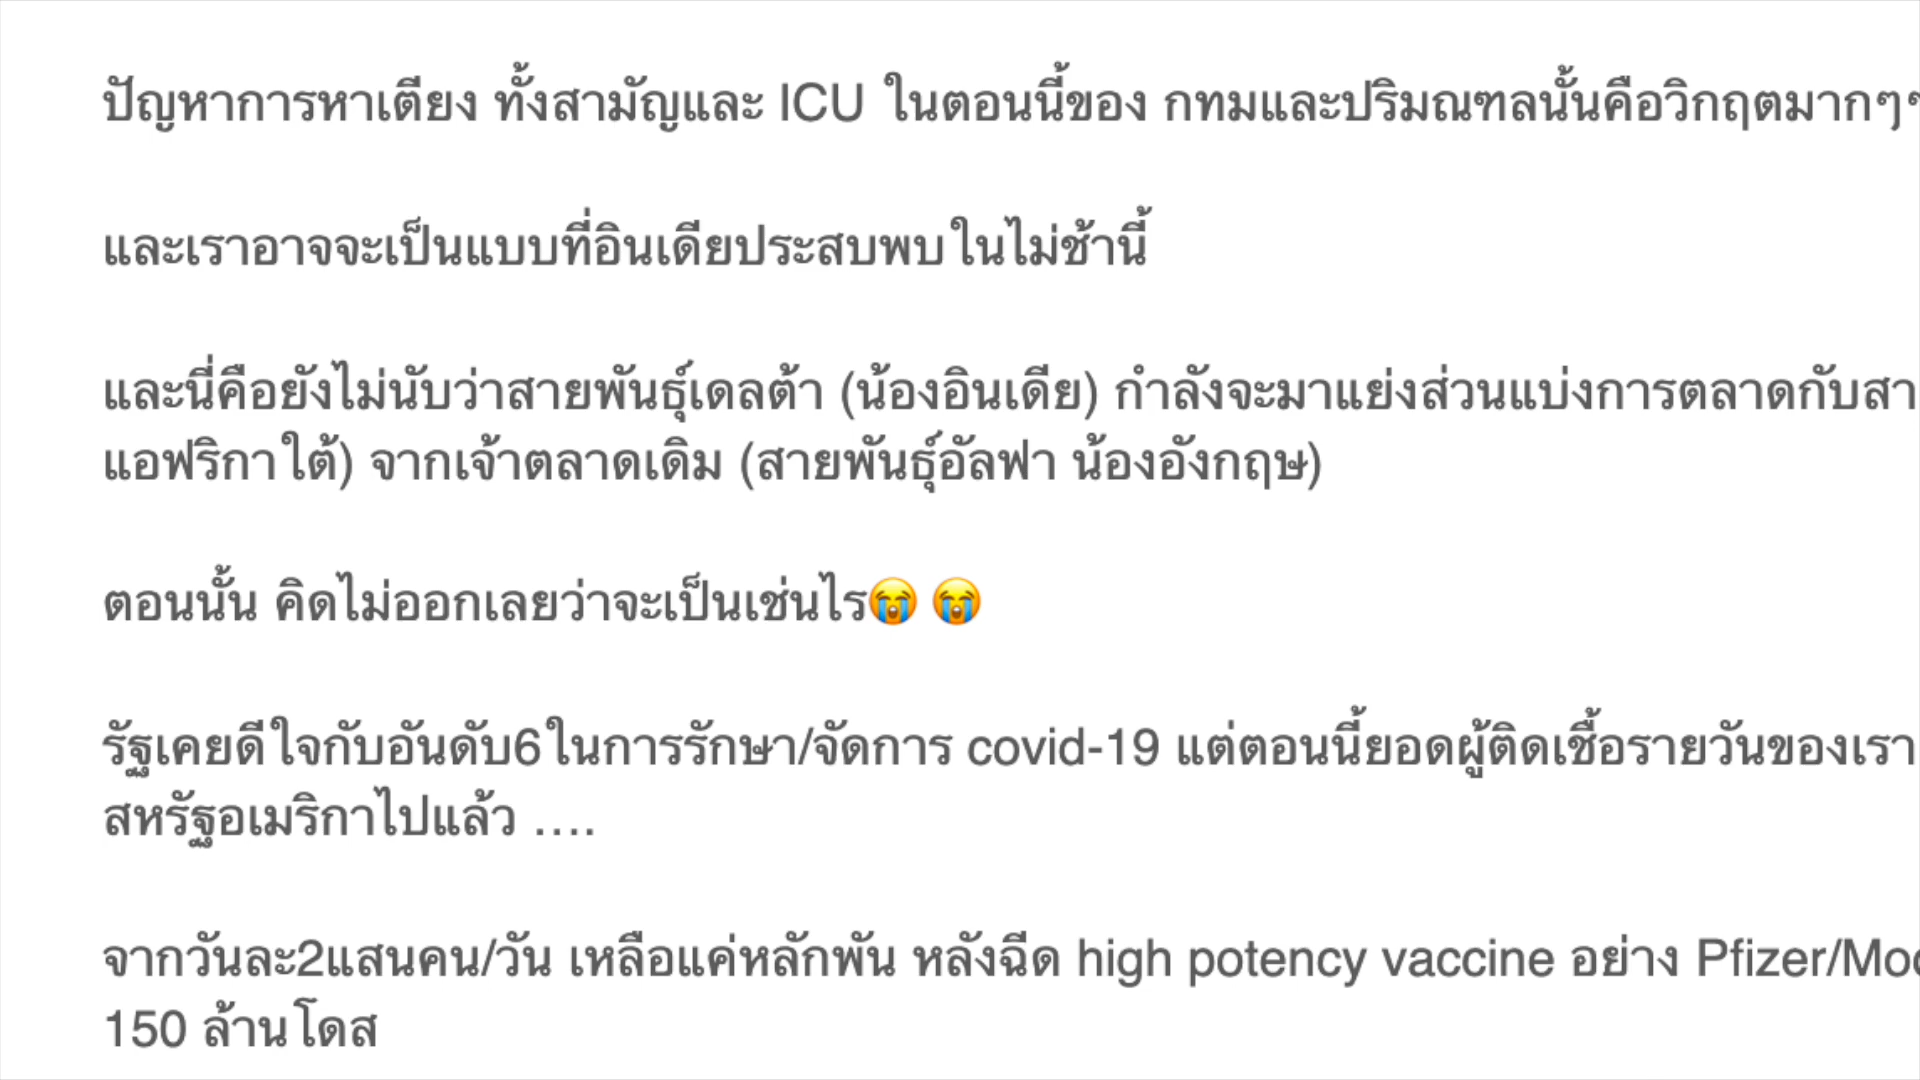 ปัญหาการหาเตียง ทั้งสามัญและ ICU ในตอนนี้ของ กทมและปริมณฑลนั้นคือวิกฤตมากๆ
และเราอาจจะเป็นแบบที่อินเดียประสบพบในไม่ช้านี้
และนี่คือยังไม่นับว่าสายพันธุ์เดลต้า (น้องอินเดีย) กำลังจะมาแย่งส่วนแบ่งการตลาดกับสา
แอฟริกาใต้) จากเจ้าตลาดเดิม (สายพันธุ์อัลฟา น้องอังกฤษ)
ตอนนั้น คิดไม่ออกเลยว่าจะเป็นเช่นไร😭 😭
รัฐเคยดีใจกับอันดับ6ในการรักษา/จัดการ covid-19 แต่ตอนนี้ยอดผู้ติดเชื้อรายวันของเรา
สหรัฐอเมริกาไปแล้ว ....
จากวันละ2แสนคน/วัน เหลือแค่หลักพัน หลังฉีด high potency vaccine อย่าง Pfizer/Mo
150 ล้านโดส